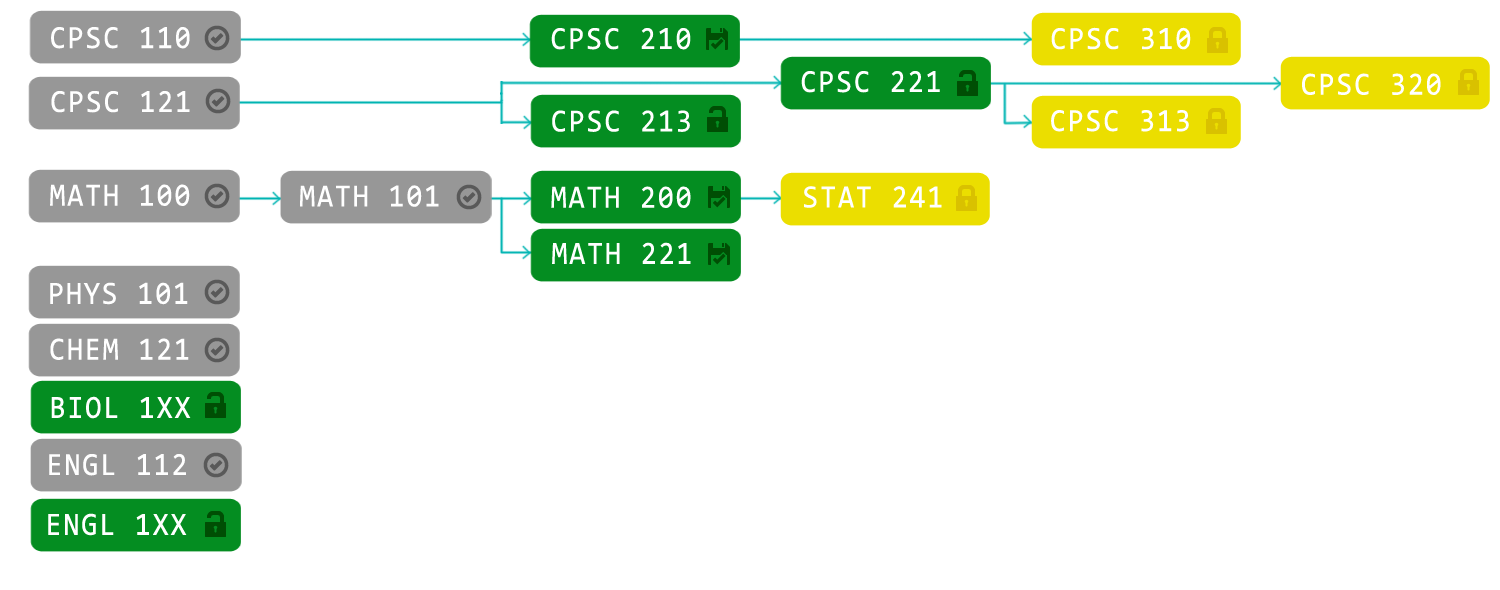 CPSC 110
CPSC 210
CPSC 310
CPSC 121
CPSC 221
CPSC 320
CPSC 213
CPSC 313
MATH 100
MATH 101
MATH 200
STAT 241
MATH 221
PHYS 101
CHEM 121
BIOL 1XX
ENGL 112
ENGL 1XX